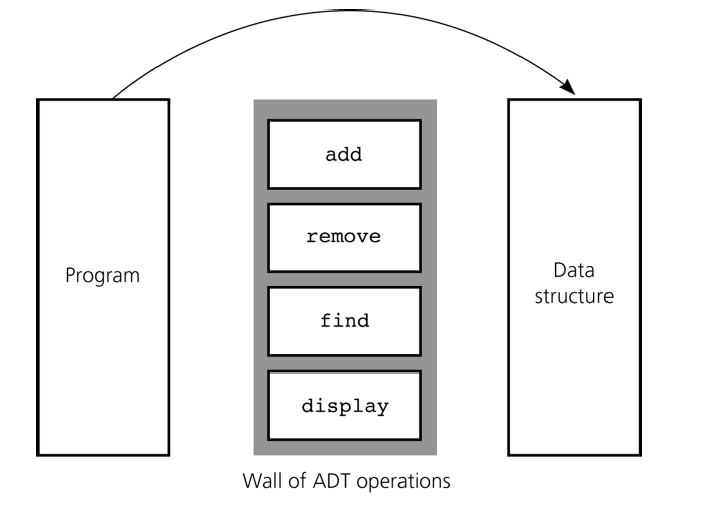 add
remove
Program
Data
structure
find
display
Wall of ADT operations